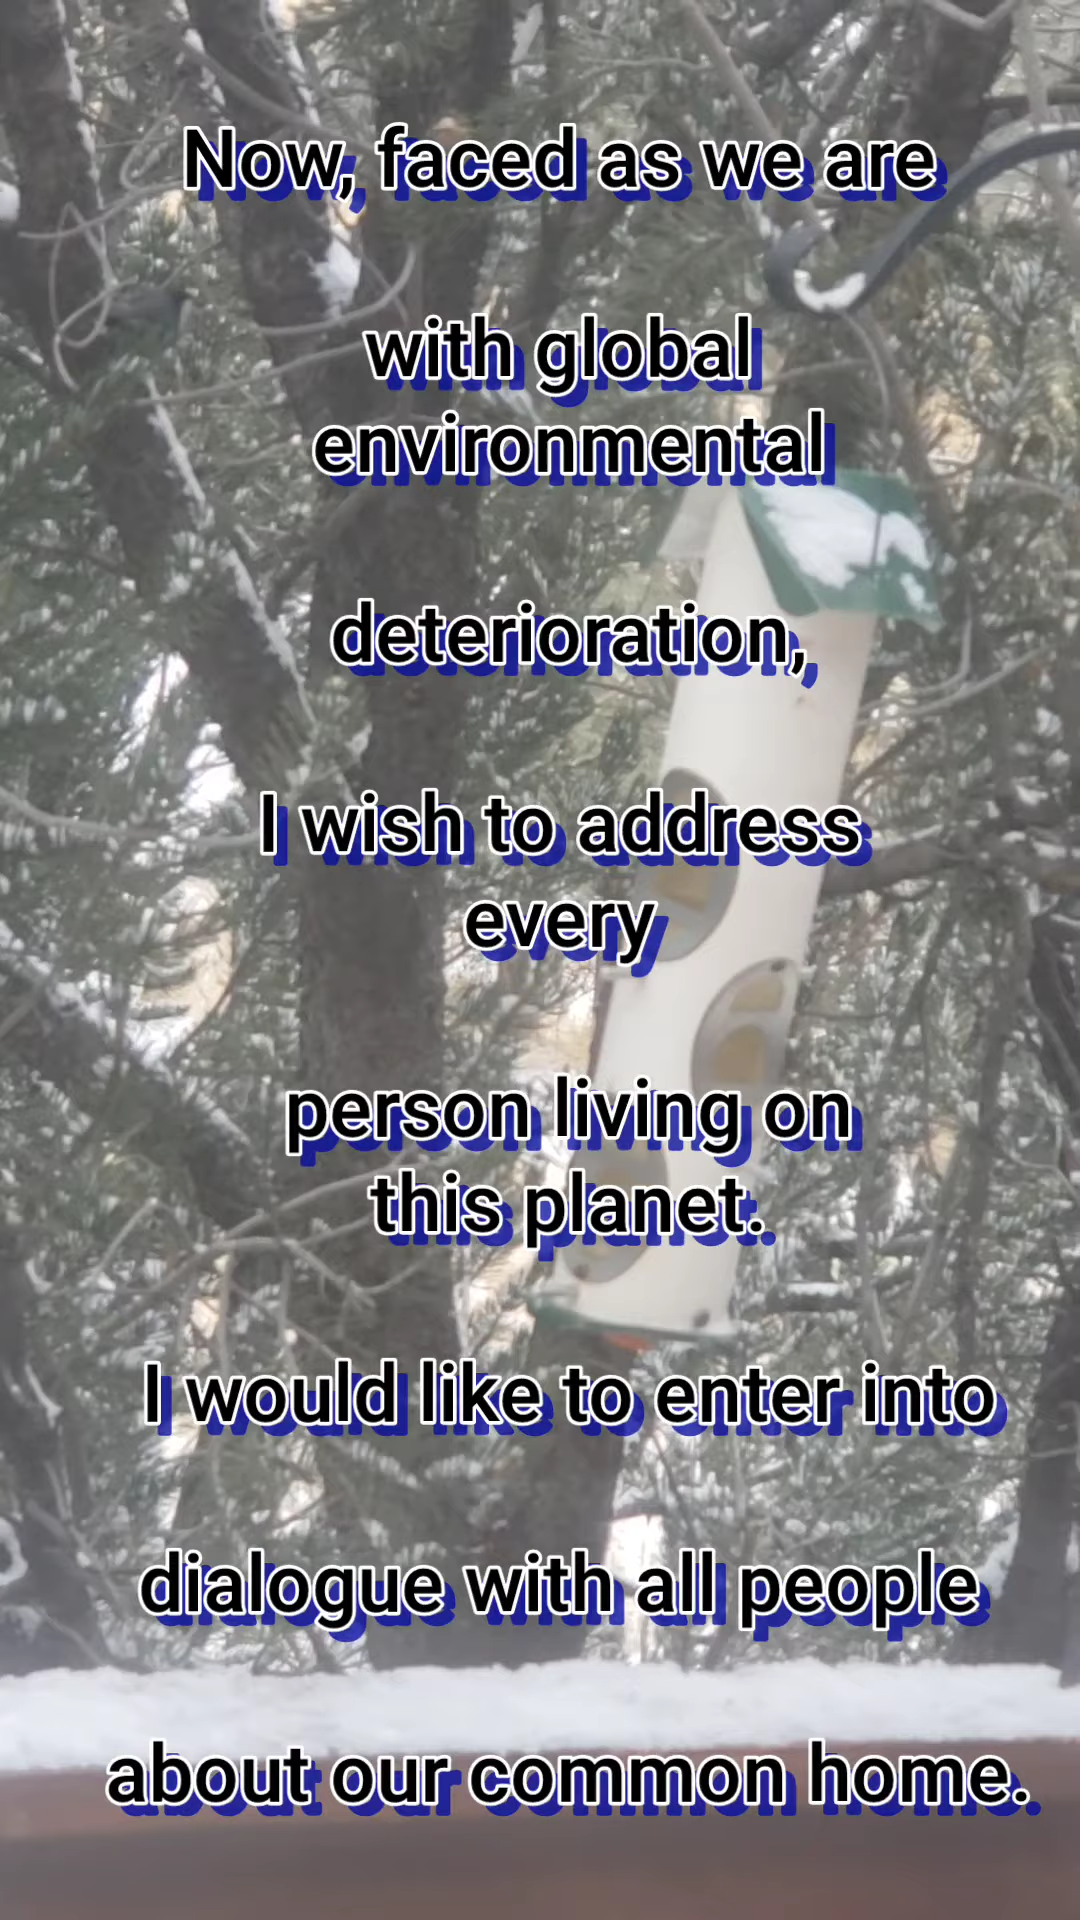 Now, faced as we are
with global
environmental
deterioration,
I wish to address
every
person living on
this planet.
I would like to enter into
dialogue with all people
about our common home.